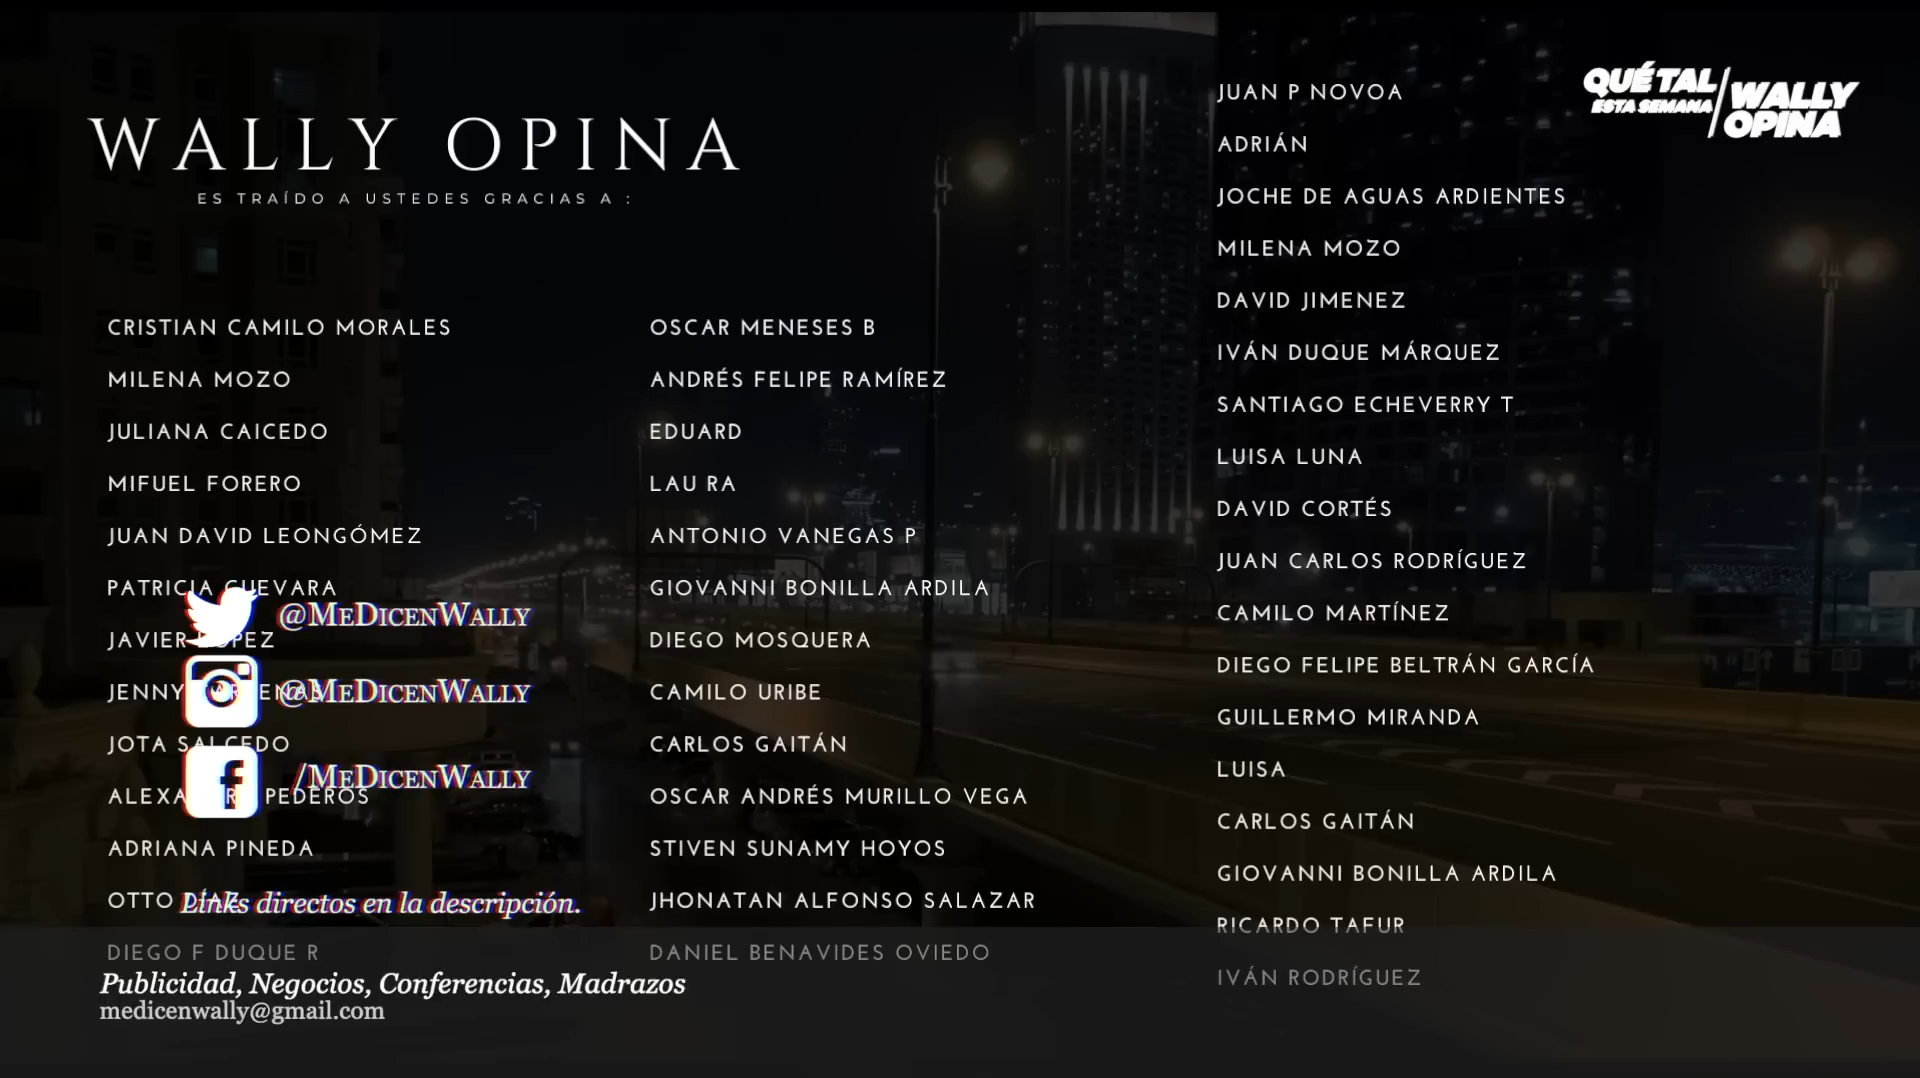 WALLY OPINA
ES TRAÍDO A USTEDES GRACIAS A :
CRISTIAN CAMILO MORALES
MILENA MOZO
JULIANA CAICEDO
MIFUEL FORERO
JUAN DAVID LEONGÓMEZ
PATRICIA CUEVARA
JAVIER LOPEZ
JENNY
JOTA SALCEDO
PEDEROS
ADRIANA PINEDA
OTTO DÍAZ
DIEGO F DUQUE R
@MEDICENWALLY
@MEDICENWALLY
/MEDICENWALLY
Links directos en la descripción.
Publicidad, Negocios, Conferencias, Madrazos
medicenwally@gmail.com
OSCAR MENESES B
ANDRÉS FELIPE RAMÍREZ
EDUARD
LAU RA
ANTONIO VANEGAS P
GIOVANNI BONILLA ARDILA
DIEGO MOSQUERA
CAMILO URIBE
CARLOS GAITÁN
OSCAR ANDRÉS MURILLO VEGA
STIVEN SUNAMY HOYOS
JHONATAN ALFONSO SALAZAR
DANIEL BENAVIDES OVIEDO
JUAN P NOVOA
ADRIÁN
JOCHE DE AGUAS ARDIENTES
MILENA MOZO
DAVID JIMENEZ
IVÁN DUQUE MÁRQUEZ
SANTIAGO ECHEVERRY T
LUISA LUNA
DAVID CORTÉS
JUAN CARLOS RODRÍGUEZ
CAMILO MARTÍNEZ
DIEGO FELIPE BELTRÁN GARCÍA
GUILLERMO MIRANDA
LUISA
CARLOS GAITÁN
GIOVANNI BONILLA ARDILA
RICARDO TAFUR
IVÁN RODRÍGUEZ
QUÉ TAL
ESTA SEMANA
WALLY
OPINA